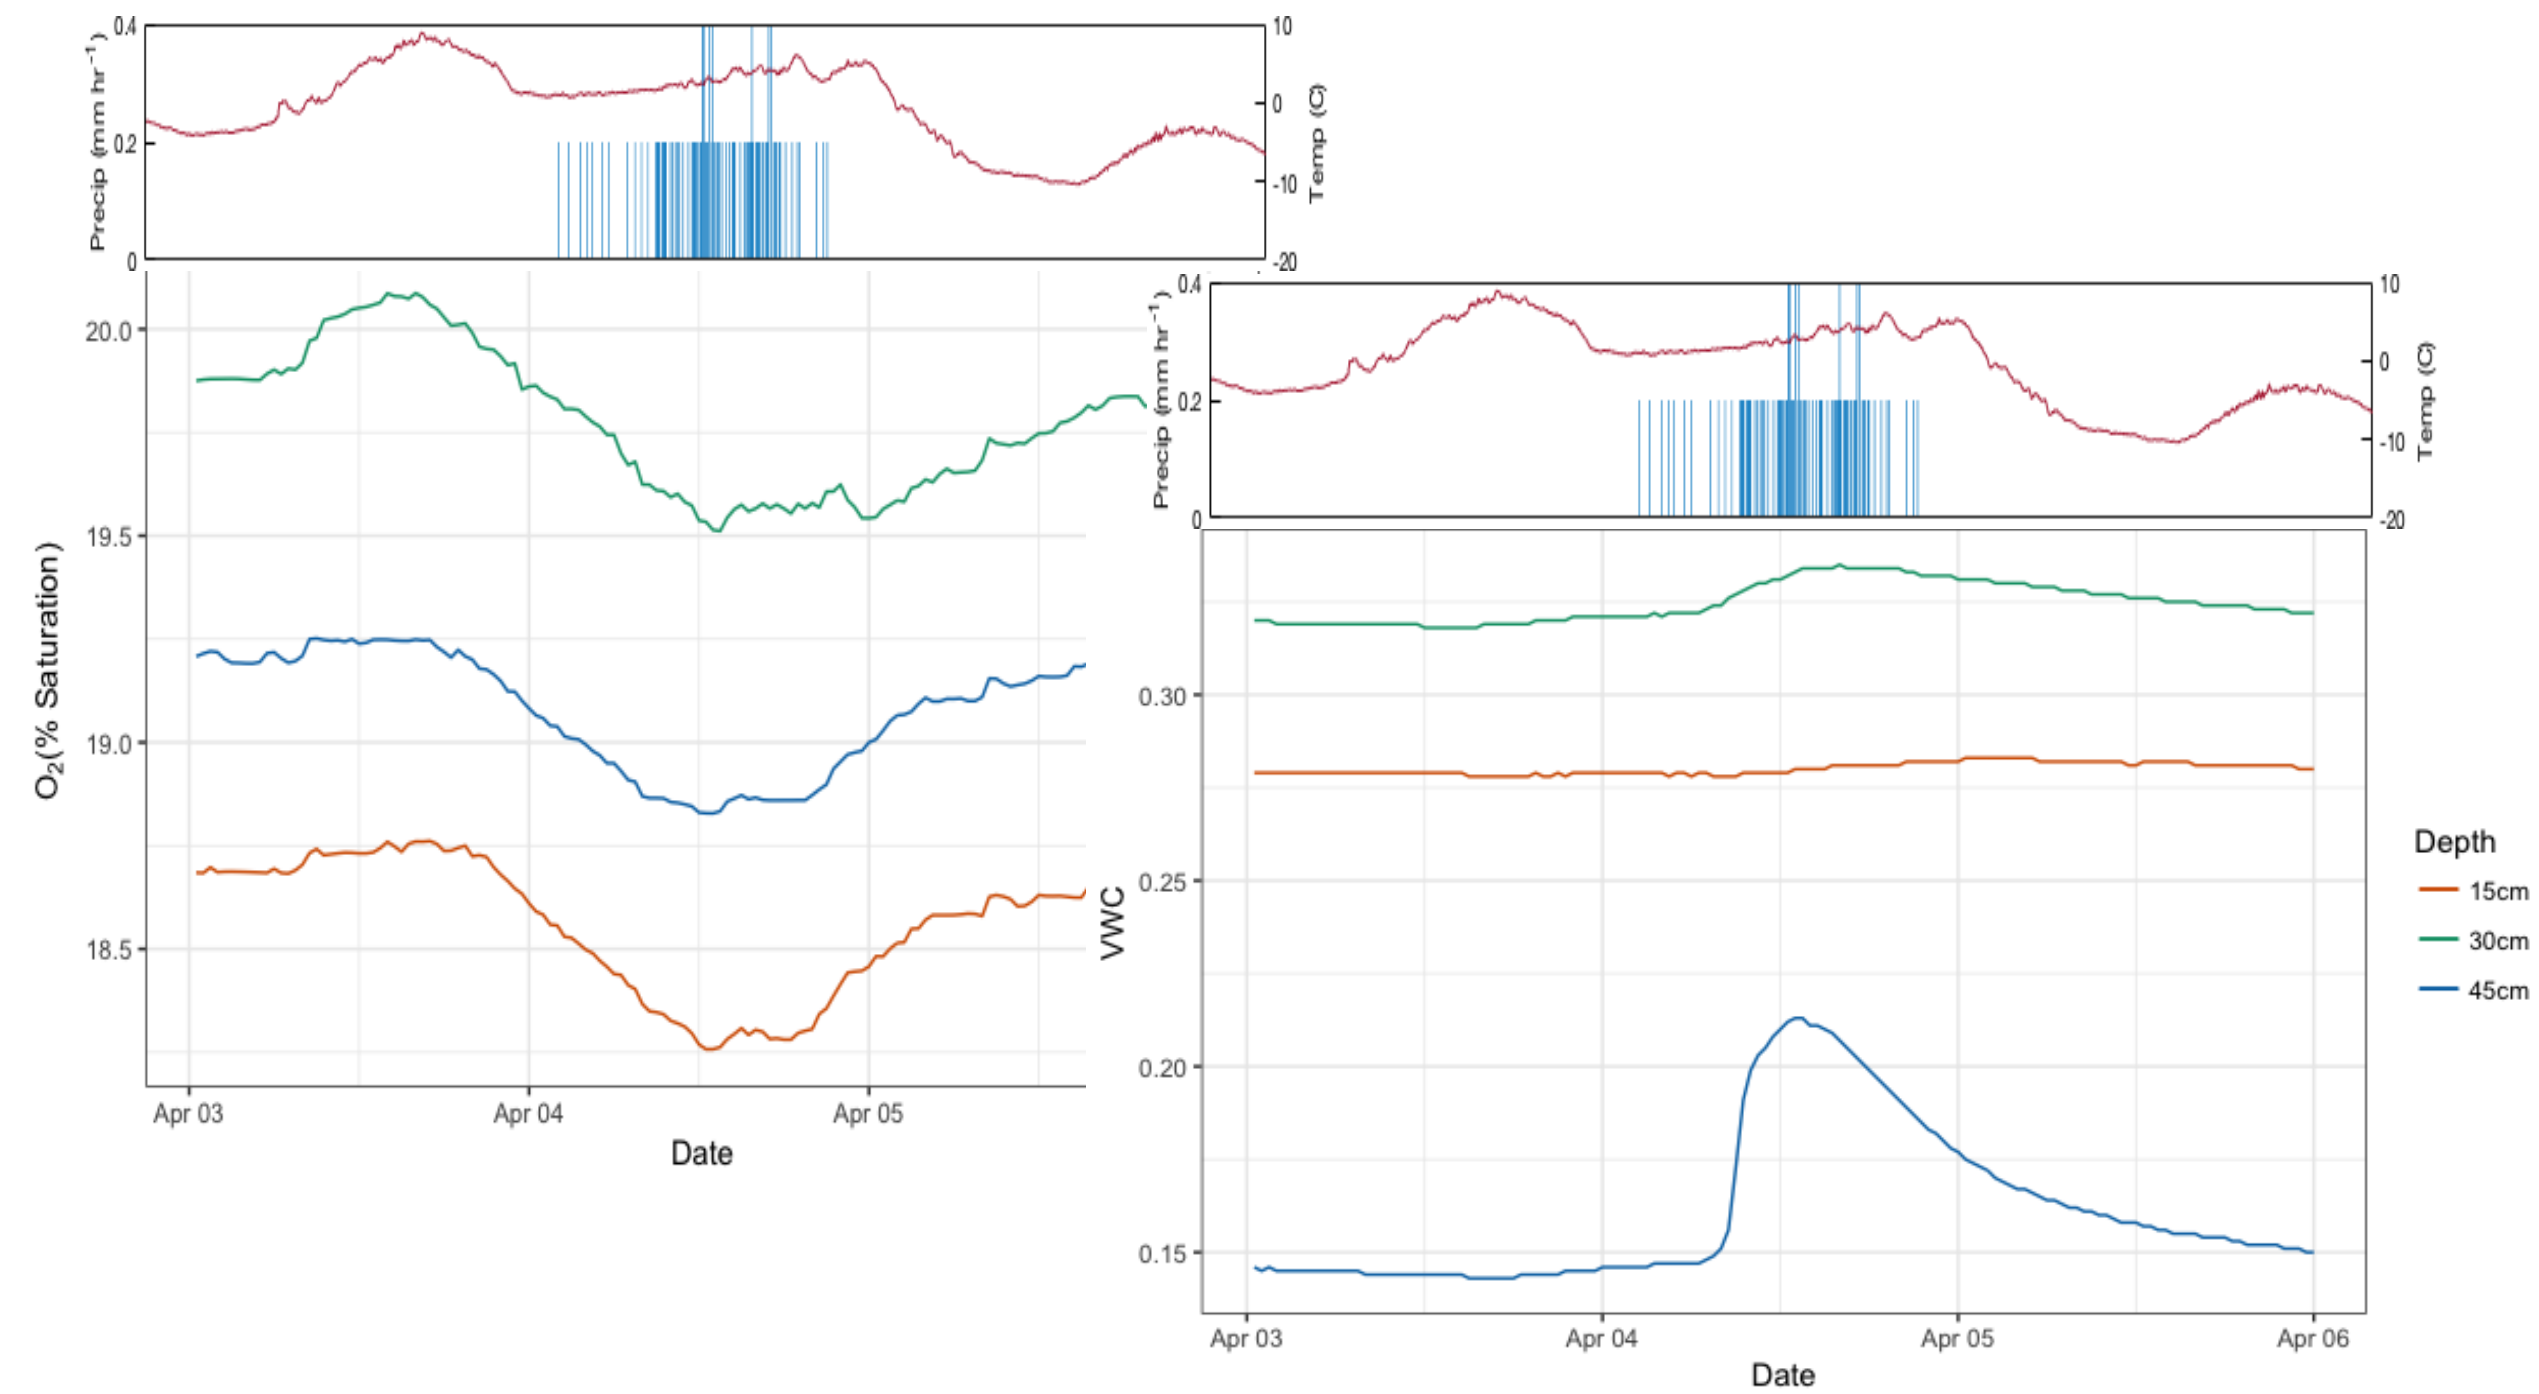 0.4
0.2
0
Precip (mm hr⁻¹)
10
0
-10
-20
Temp (C)
20.0
19.5
19.0
18.5
O₂(% Saturation)
Apr 03
Apr 04
Apr 05
Date
0.4
0.2
0
Precip (mm hr⁻¹)
10
0
-10
-20
Temp (C)
0.30
0.25
0.20
0.15
VWC
Apr 03
Apr 04
Apr 05
Apr 06
Date
Depth
15cm
30cm
45cm